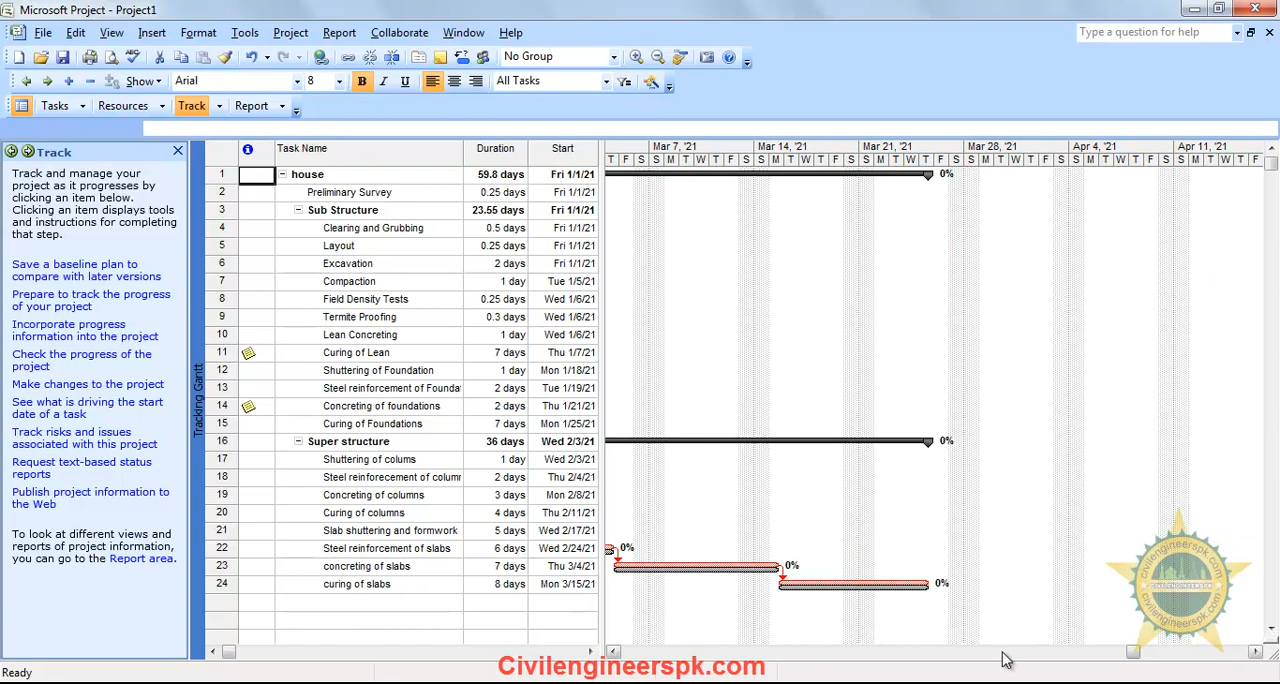 Microsoft Project - Project1
File Edit View Insert Format Tools Project Report Collaborate Window Help
Type a question for help
No Group
Show Arial 8 B I U All Tasks
Tasks Resources Track Report
Track
Track and manage your
project as it progresses by
clicking an item below.
Clicking an item displays tools
and instructions for completing
that step.
Save a baseline plan to
compare with later versions
Prepare to track the progress
of your project
Incorporate progress
information into the project
Check the progress of the
project
Make changes to the project
See what is driving the start
date of a task
Track risks and issues
associated with this project
Request text-based status
reports
Publish project information to
the Web
To look at different views and
reports of project information,
you can go to the Report area.
Tracking Gantt
Task Name Duration Start
1 house 59.8 days Fri 1/1/21
2 Preliminary Survey 0.25 days Fri 1/1/21
3 Sub Structure 23.55 days Fri 1/1/21
4 Clearing and Grubbing 0.5 days Fri 1/1/21
5 Layout 0.25 days Fri 1/1/21
6 Excavation 2 days Fri 1/1/21
7 Compaction 1 day Tue 1/5/21
8 Field Density Tests 0.25 days Wed 1/6/21
9 Termite Proofing 0.3 days Wed 1/6/21
10 Lean Concreting 1 day Wed 1/6/21
11 Curing of Lean 7 days Thu 1/7/21
12 Shuttering of Foundation 1 day Mon 1/18/21
13 Steel reinforcement of Founda 2 days Tue 1/19/21
14 Concreting of foundations 2 days Thu 1/21/21
15 Curing of Foundations 7 days Mon 1/25/21
16 Super structure 36 days Wed 2/3/21
17 Shuttering of colums 1 day Wed 2/3/21
18 Steel reinforecement of columr 2 days Thu 2/4/21
19 Concreting of columns 3 days Mon 2/8/21
20 Curing of columns 4 days Thu 2/11/21
21 Slab shuttering and formwork 5 days Wed 2/17/21
22 Steel reinforcement of slabs 6 days Wed 2/24/21
23 concreting of slabs 7 days Thu 3/4/21
24 curing of slabs 8 days Mon 3/15/21
Mar 7, '21 Mar 14, '21 Mar 21, '21 Mar 28, '21 Apr 4, '21 Apr 11, '21
T F S S M T W T F S S M T W T F S S M T W T F S S M T W T F S S M T W T F S S M T W T F
0%
0%
0%
0%
0%
civilengineerspk.com
CIVILENGINEERSPK
civilengineerspk.com
Ready
Civilengineerspk.com